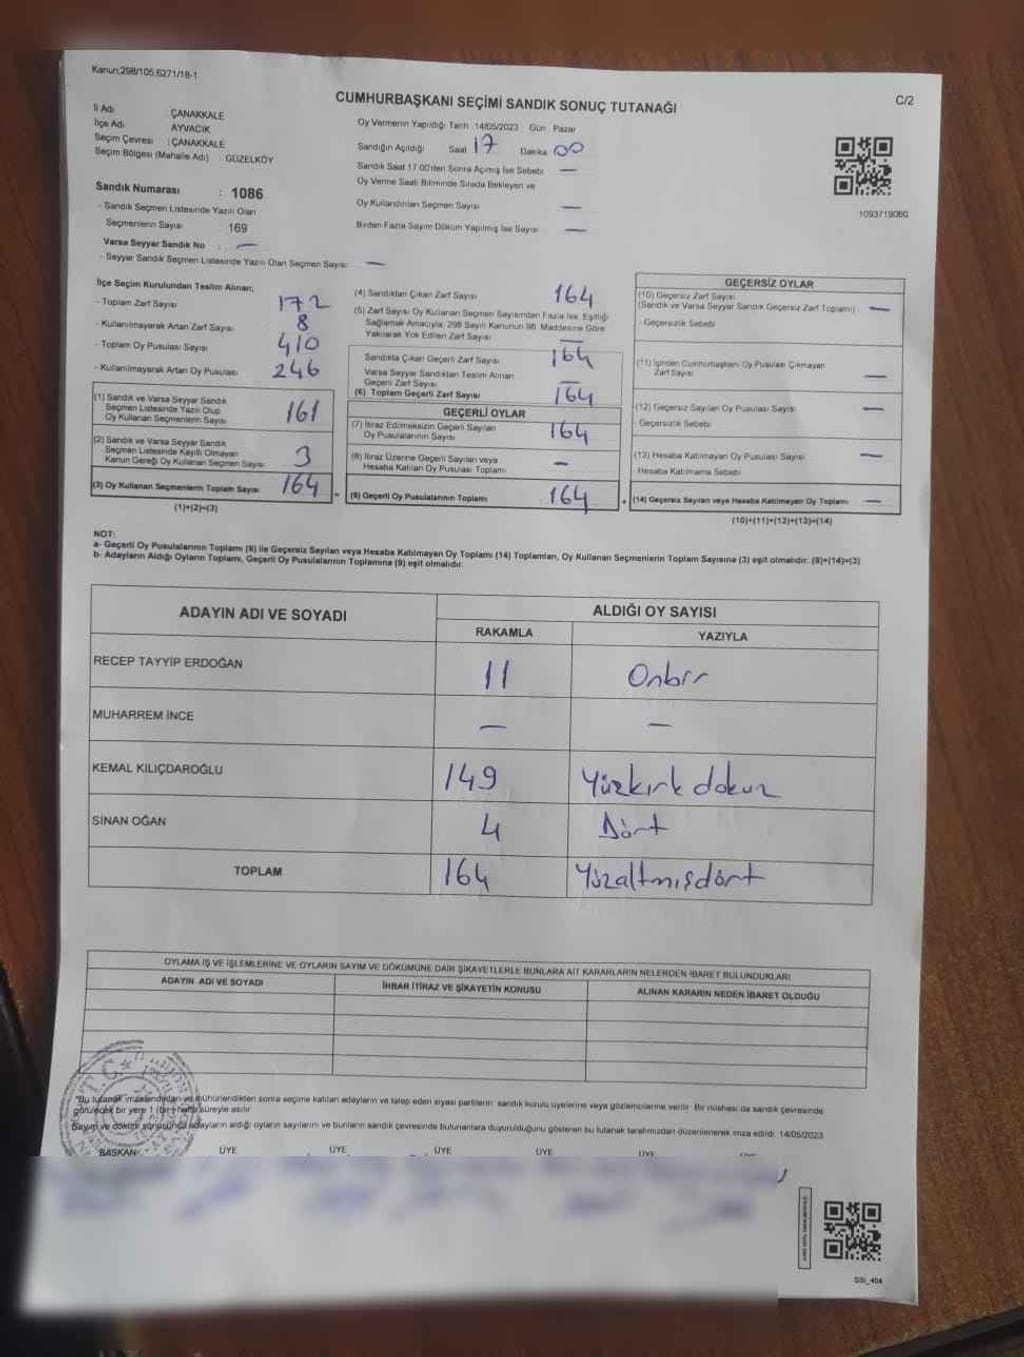 Kanun:298/105,6271/18-1
CUMHURBAŞKANI SEÇİMİ SANDIK SONUÇ TUTANAĞI
C/2
İl Adı : ÇANAKKALE
İlçe Adı : AYVACIK
Seçim Çevresi : ÇANAKKALE
Seçim Bölgesi (Mahalle Adı) : GÜZELKÖY
Oy Vermenin Yapıldığı Tarih : 14/05/2023 Gün : Pazar
Sandığın Açıldığı Saat 17 Dakika 00
Sandık Saat 17:00'den Sonra Açılmış İse Sebebi —
Oy Verme Saati Bitiminde Sırada Bekleyen ve
Oy Kullandırılan Seçmen Sayısı —
Birden Fazla Sayım Döküm Yapılmış İse Sayısı —
1093719060
Sandık Numarası : 1086
- Sandık Seçmen Listesinde Yazılı Olan
Seçmenlerin Sayısı : 169
Varsa Seyyar Sandık No : —
- Seyyar Sandık Seçmen Listesinde Yazılı Olan Seçmen Sayısı: —
İlçe Seçim Kurulundan Teslim Alınan;
- Toplam Zarf Sayısı 172
- Kullanılmayarak Artan Zarf Sayısı 8
- Toplam Oy Pusulası Sayısı 410
- Kullanılmayarak Artan Oy Pusulası 246
(1) Sandık ve Varsa Seyyar Sandık
Seçmen Listesinde Yazılı Olup
Oy Kullanan Seçmenlerin Sayısı 161
(2) Sandık ve Varsa Seyyar Sandık
Seçmen Listesinde Kayıtlı Olmayan
Kanun Gereği Oy Kullanan Seçmen Sayısı 3
(3) Oy Kullanan Seçmenlerin Toplam Sayısı 164
(1)+(2)=(3)
(4) Sandıktan Çıkan Zarf Sayısı 164
(5) Zarf Sayısı Oy Kullanan Seçmen Sayısından Fazla İse, Eşitliği
Sağlamak Amacıyla; 298 Sayılı Kanunun 98. Maddesine Göre
Yakılarak Yok Edilen Zarf Sayısı —
Sandıkta Çıkan Geçerli Zarf Sayısı 164
Varsa Seyyar Sandıktan Teslim Alınan
Geçerli Zarf Sayısı —
(6) Toplam Geçerli Zarf Sayısı 164
GEÇERLİ OYLAR
(7) İtiraz Edilmeksizin Geçerli Sayılan
Oy Pusulalarının Sayısı 164
(8) İtiraz Üzerine Geçerli Sayılan veya
Hesaba Katılan Oy Pusulası Toplamı —
= (9) Geçerli Oy Pusulalarının Toplamı 164
GEÇERSİZ OYLAR
(10) Geçersiz Zarf Sayısı
(Sandık ve Varsa Seyyar Sandık Geçersiz Zarf Toplamı) —
- Geçersizlik Sebebi
(11) İçinden Cumhurbaşkanı Oy Pusulası Çıkmayan
Zarf Sayısı —
(12) Geçersiz Sayılan Oy Pusulası Sayısı —
- Geçersizlik Sebebi
(13) Hesaba Katılmayan Oy Pusulası Sayısı —
Hesaba Katılmama Sebebi
+ (14) Geçersiz Sayılan veya Hesaba Katılmayan Oy Toplamı —
(10)+(11)+(12)+(13)=(14)
NOT:
a- Geçerli Oy Pusulalarının Toplamı (9) ile Geçersiz Sayılan veya Hesaba Katılmayan Oy Toplamı (14) Toplamları, Oy Kullanan Seçmenlerin Toplam Sayısına (3) eşit olmalıdır. (9)+(14)=(3)
b- Adayların Aldığı Oyların Toplamı, Geçerli Oy Pusulalarının Toplamına (9) eşit olmalıdır.
ADAYIN ADI VE SOYADI
ALDIĞI OY SAYISI
RAKAMLA YAZIYLA
RECEP TAYYİP ERDOĞAN 11 Onbir
MUHARREM İNCE — —
KEMAL KILIÇDAROĞLU 149 Yüzkırk dokuz
SİNAN OĞAN 4 Dört
TOPLAM 164 Yüzaltmışdört
OYLAMA İŞ VE İŞLEMLERİNE VE OYLARIN SAYIM VE DÖKÜMÜNE DAİR ŞİKAYETLERLE BUNLARA AİT KARARLARIN NELERDEN İBARET BULUNDUKLARI
ADAYIN ADI VE SOYADI İHBAR İTİRAZ VE ŞİKAYETİN KONUSU ALINAN KARARIN NEDEN İBARET OLDUĞU
"Bu tutanak imzalandıktan ve mühürlendikten sonra seçime katılan adayların ve talep eden siyasi partilerin sandık kurulu üyelerine veya gözlemcilerine verilir. Bir nüshası da sandık çevresinde
görülecek bir yere 1 (bir) hafta süreyle asılır.
Sayım ve döküm sonucunda adayların aldığı oyların sayılarını ve bunların sandık çevresinde bulunanlara duyurulduğunu gösteren bu tutanak tarafımızdan düzenlenerek imza edildi. 14/05/2023
BAŞKAN ÜYE ÜYE ÜYE ÜYE ÜYE
T.C.
SSİ_404